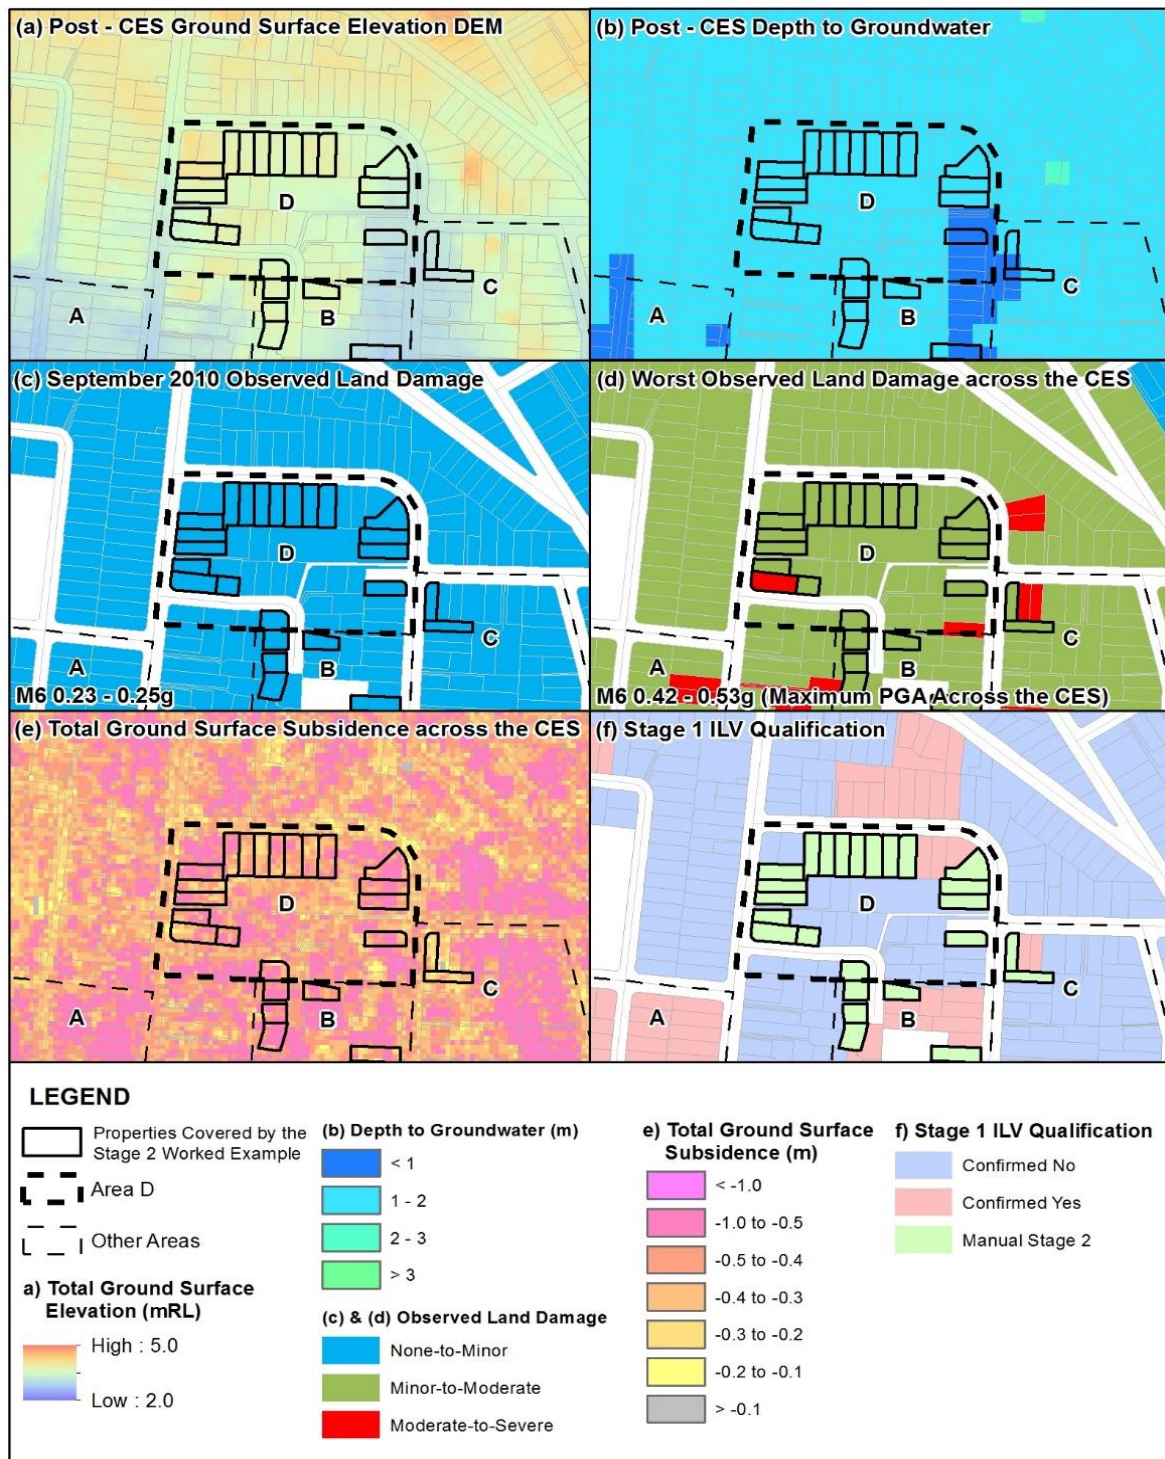 (a) Post - CES Ground Surface Elevation DEM
D
A
B
C
(b) Post - CES Depth to Groundwater
D
A
B
C
(c) September 2010 Observed Land Damage
D
A
B
C
M6 0.23 - 0.25g
(d) Worst Observed Land Damage across the CES
D
A
B
C
M6 0.42 - 0.53g (Maximum PGA Across the CES)
(e) Total Ground Surface Subsidence across the CES
D
A
B
C
(f) Stage 1 ILV Qualification
D
A
B
C
LEGEND
Properties Covered by the
Stage 2 Worked Example
Area D
Other Areas
a) Total Ground Surface
Elevation (mRL)
High : 5.0
Low : 2.0
(b) Depth to Groundwater (m)
< 1
1 - 2
2 - 3
> 3
(c) & (d) Observed Land Damage
None-to-Minor
Minor-to-Moderate
Moderate-to-Severe
e) Total Ground Surface
Subsidence (m)
< -1.0
-1.0 to -0.5
-0.5 to -0.4
-0.4 to -0.3
-0.3 to -0.2
-0.2 to -0.1
> -0.1
f) Stage 1 ILV Qualification
Confirmed No
Confirmed Yes
Manual Stage 2